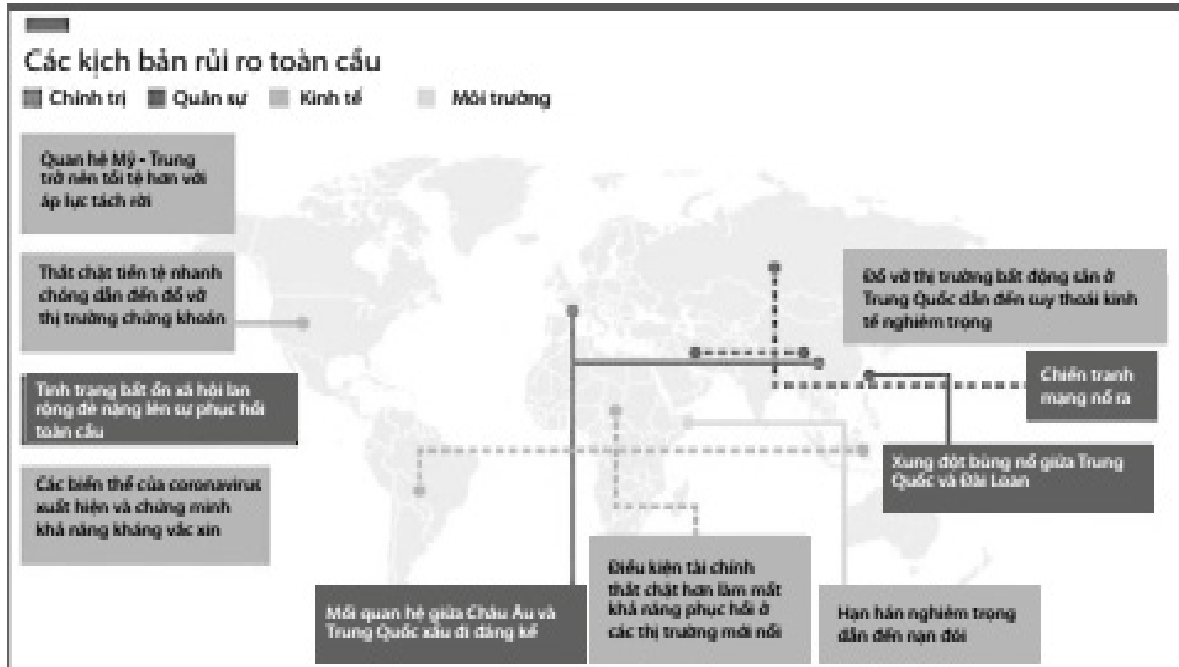 Các kịch bản rủi ro toàn cầu
Chính trị Quân sự Kinh tế Môi trường
Quan hệ Mỹ - Trung
trở nên tồi tệ hơn với
áp lực tách rời
Thắt chặt tiền tệ nhanh
chóng dẫn đến đổ vỡ
thị trường chứng khoán
Tình trạng bất ổn xã hội lan
rộng đè nặng lên sự phục hồi
toàn cầu
Các biến thể của coronavirus
xuất hiện và chứng minh
khả năng kháng vắc xin
Đổ vỡ thị trường bất động sản ở
Trung Quốc dẫn đến suy thoái kinh
tế nghiêm trọng
Chiến tranh
mạng nổ ra
Xung đột bùng nổ giữa Trung
Quốc và Đài Loan
Mối quan hệ giữa Châu Âu và
Trung Quốc xấu đi đáng kể
Điều kiện tài chính
thắt chặt hơn làm mất
khả năng phục hồi ở
các thị trường mới nổi
Hạn hán nghiêm trọng
dẫn đến nạn đói